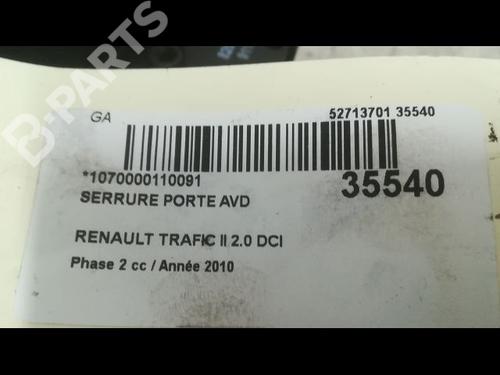 GA
52713701 35540
*1070000110091
35540
SERRURE PORTE AVD
RENAULT TRAFIC II 2.0 DCI
Phase 2 cc / Année 2010
B-PARTS